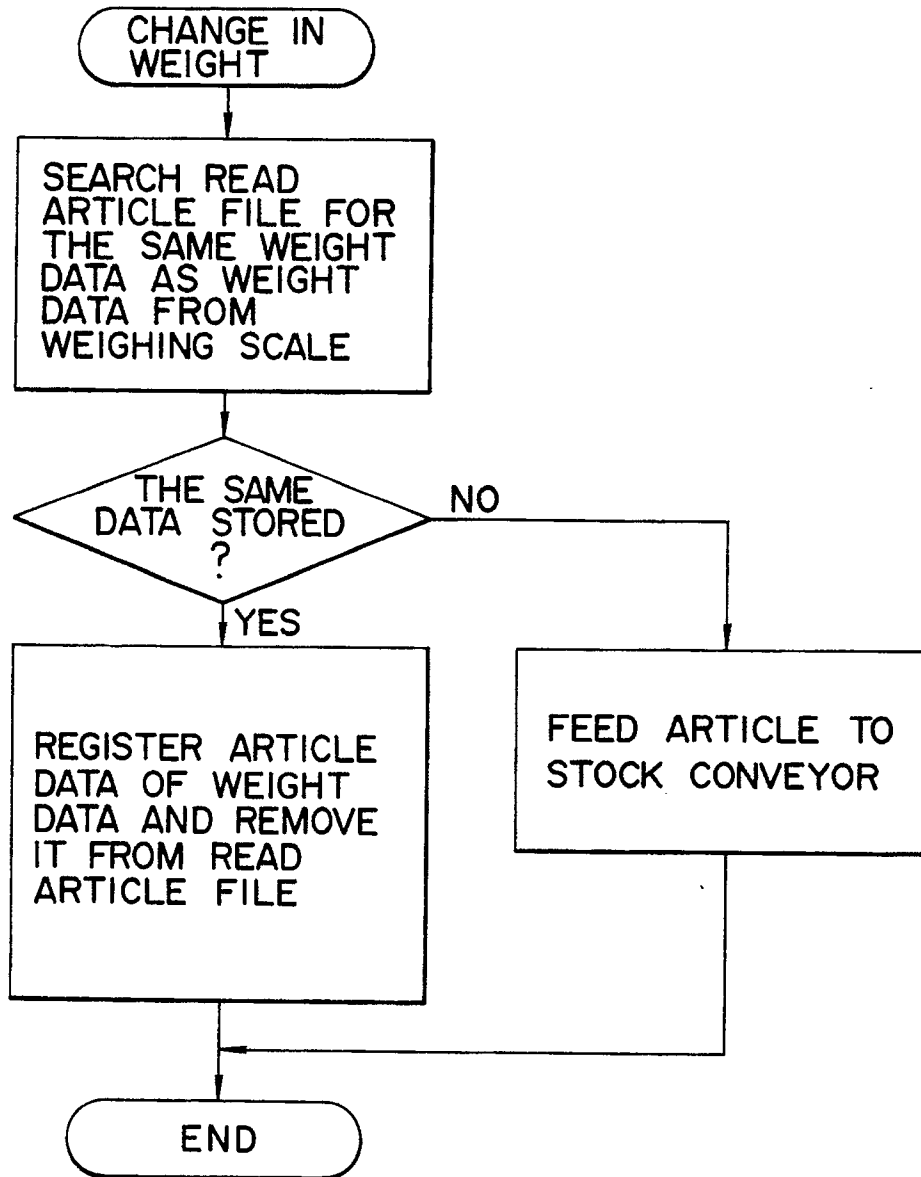 CHANGE IN
WEIGHT
SEARCH READ
ARTICLE FILE FOR
THE SAME WEIGHT
DATA AS WEIGHT
DATA FROM
WEIGHING SCALE
THE SAME
DATA STORED
?
NO
YES
REGISTER ARTICLE
DATA OF WEIGHT
DATA AND REMOVE
IT FROM READ
ARTICLE FILE
FEED ARTICLE TO
STOCK CONVEYOR
END